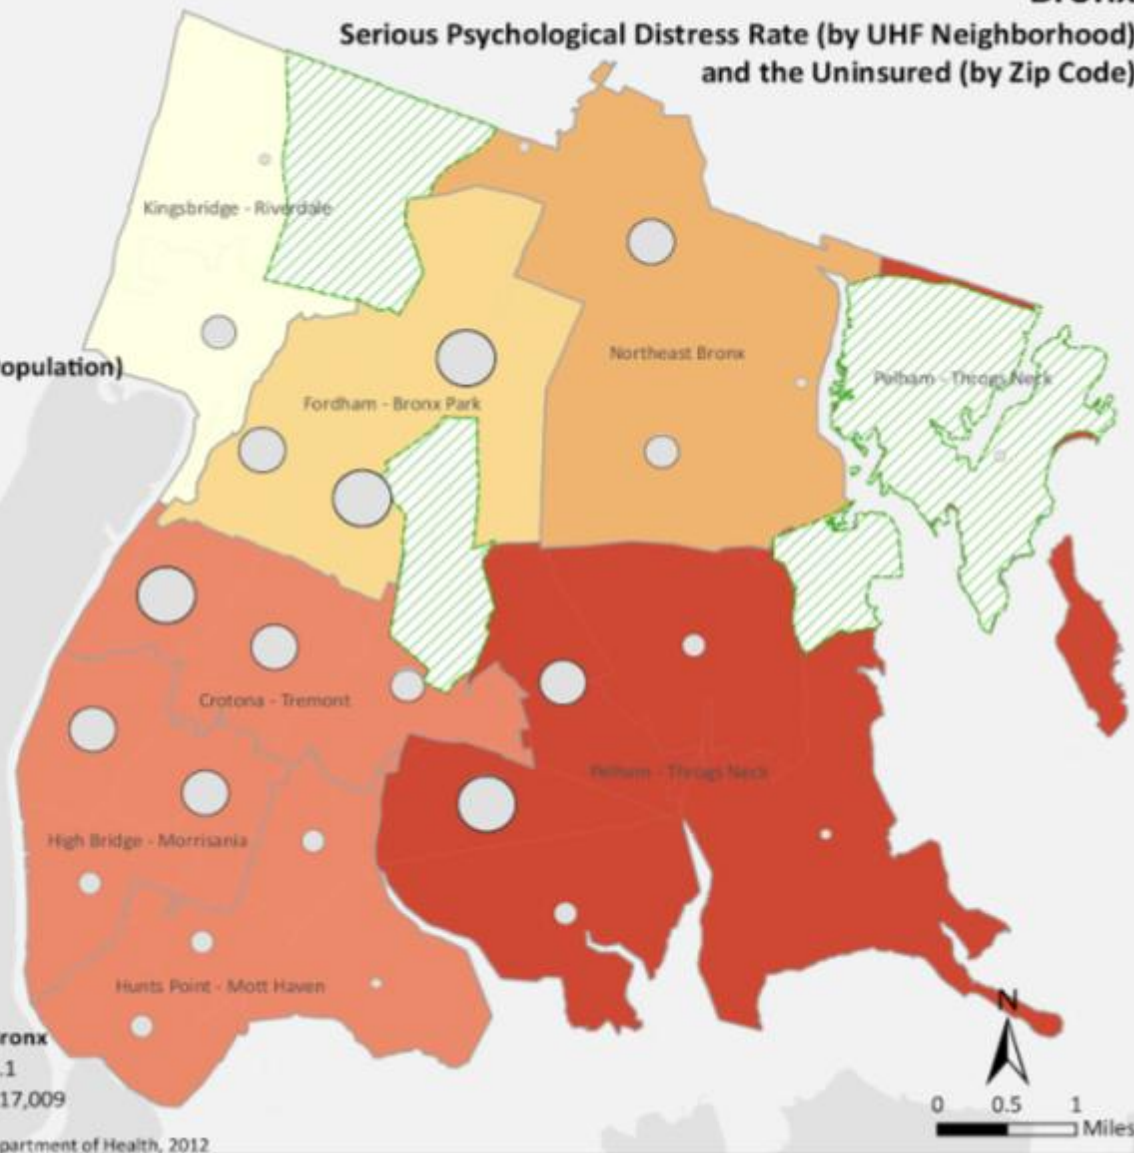 Bronx
Serious Psychological Distress Rate (by UHF Neighborhood)
and the Uninsured (by Zip Code)
Kingsbridge - Riverdale
Northeast Bronx
opulation)
Pelham - Throgs Neck
Fordham - Bronx Park
Crotona - Tremont
Pelham - Throgs Neck
High Bridge - Morrisania
Hunts Point - Mott Haven
N
ronx
.1
17,009
0 0.5 1
Miles
partment of Health, 2012